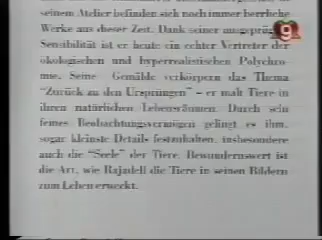 seinem Atelier befinden sich noch immer herrliche
Werke aus dieser Zeit. Dank seiner ausgepräg
Sensibilität ist er heute ein echter Vertreter der
ökologischen und hyperrealistischen Polychro-
mie. Seine Gemälde verkörpern das Thema
"Zurück zu den Ursprüngen" – er malt Tiere in
ihren natürlichen Lebensräumen. Durch sein
feines Beobachtungsvermögen gelingt es ihm,
sogar kleinste Details festzuhalten, insbesondere
auch die "Seele" der Tiere. Bewundernswert ist
die Art, wie Rajadell die Tiere in seinen Bildern
zum Leben erweckt.
9